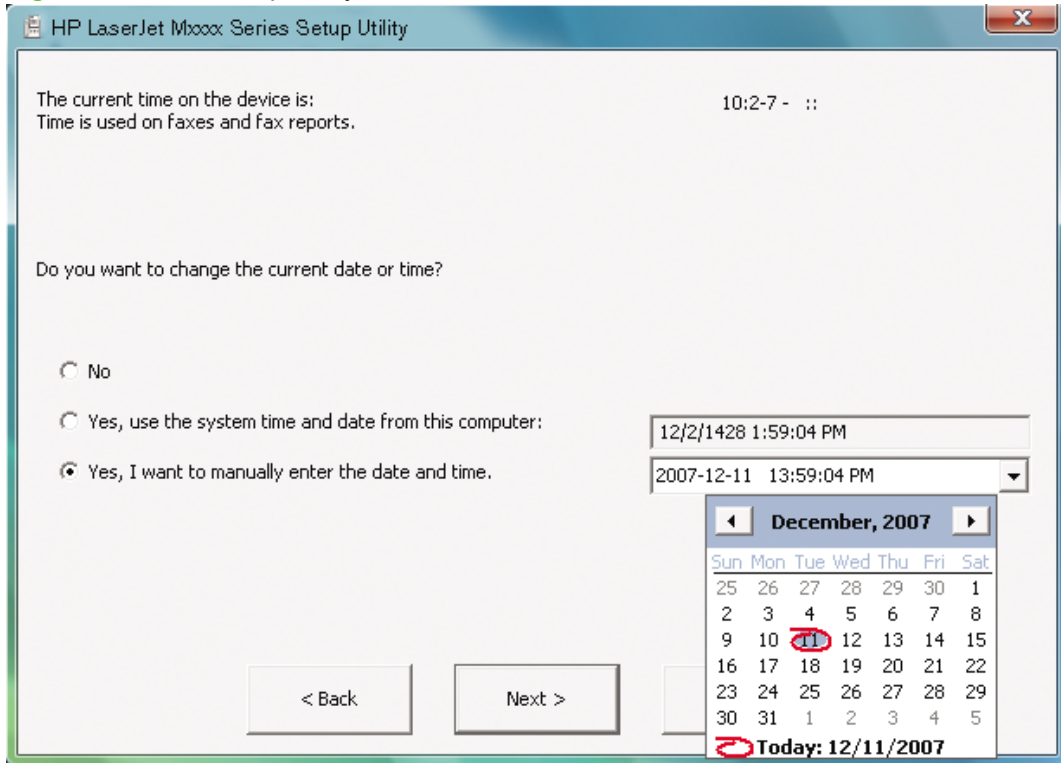 HP LaserJet Mxxxx Series Setup Utility
The current time on the device is:
10:2-7 - ::
Time is used on faxes and fax reports.
Do you want to change the current date or time?
No
Yes, use the system time and date from this computer:
12/2/1428 1:59:04 PM
Yes, I want to manually enter the date and time.
2007-12-11 13:59:04 PM
December, 2007
Sun Mon Tue Wed Thu Fri Sat
25 26 27 28 29 30 1
2 3 4 5 6 7 8
9 10 11 12 13 14 15
16 17 18 19 20 21 22
23 24 25 26 27 28 29
30 31 1 2 3 4 5
Today: 12/11/2007
< Back
Next >